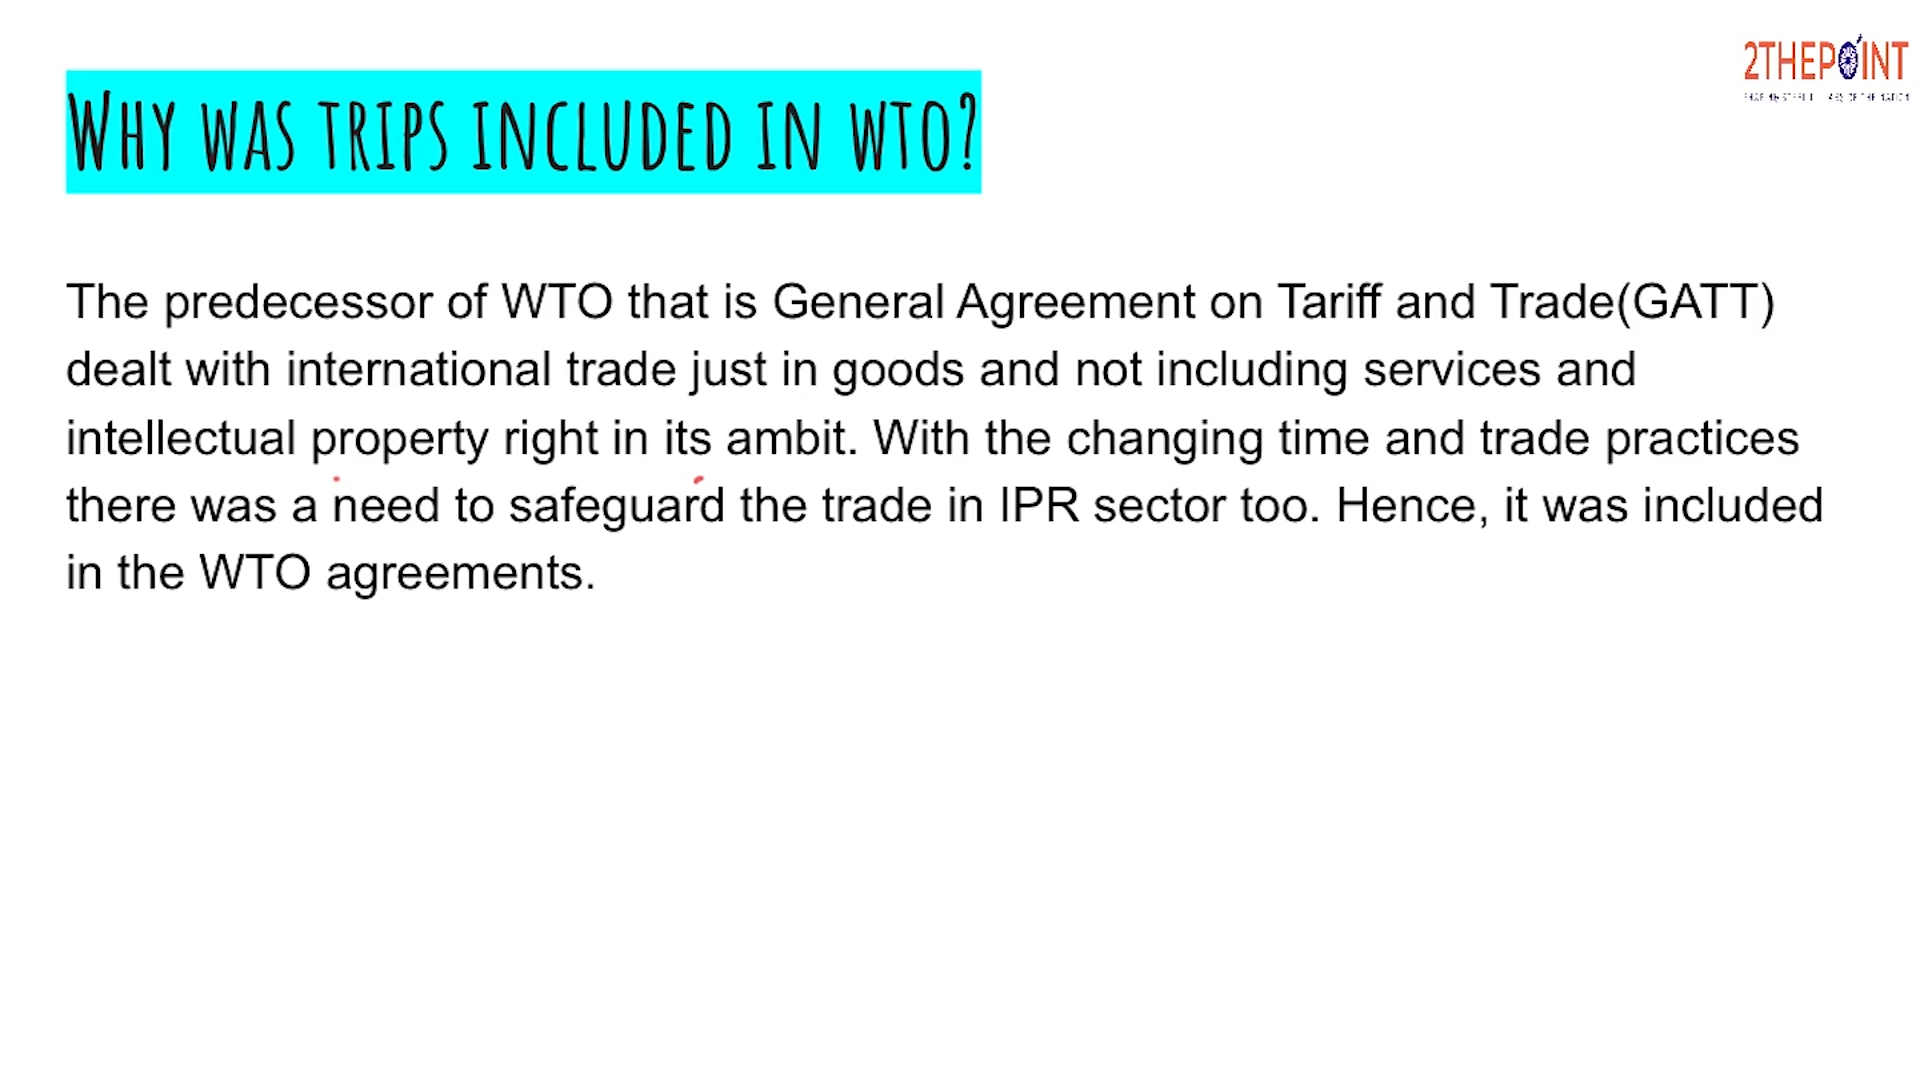 2THEPOINT
WHY WAS TRIPS INCLUDED IN WTO?
The predecessor of WTO that is General Agreement on Tariff and Trade(GATT)
dealt with international trade just in goods and not including services and
intellectual property right in its ambit. With the changing time and trade practices
there was a need to safeguard the trade in IPR sector too. Hence, it was included
in the WTO agreements.